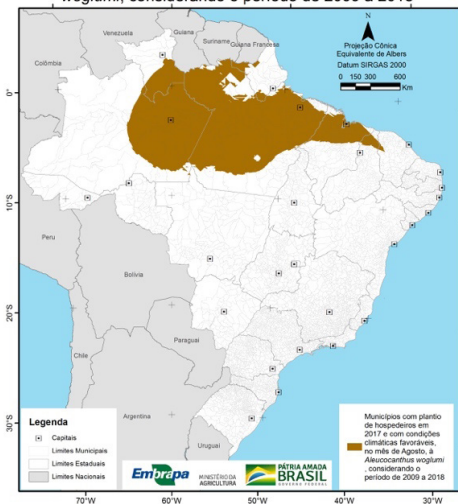 woglumi, considerando o período de 2009 a 2018
Venezuela
Guiana
Suriname
Guiana Francesa
Colômbia
N
Projeção Cônica
Equivalente de Albers
Datum SIRGAS 2000
0 150 300 600
Km
0°
10°S
20°S
30°S
Peru
Bolívia
Paraguai
Chile
Argentina
Uruguai
Legenda
Capitais
Limites Municipais
Limites Estaduais
Limites Nacionais
Embrapa
MINISTÉRIO DA
AGRICULTURA
PÁTRIA AMADA
BRASIL
GOVERNO FEDERAL
Municípios com plantio
de hospedeiros em
2017 e com condições
climáticas favoráveis,
no mês de Agosto, à
Aleucocanthus woglumi
, considerando o
período de 2009 a 2018
70°W
60°W
50°W
40°W
30°W